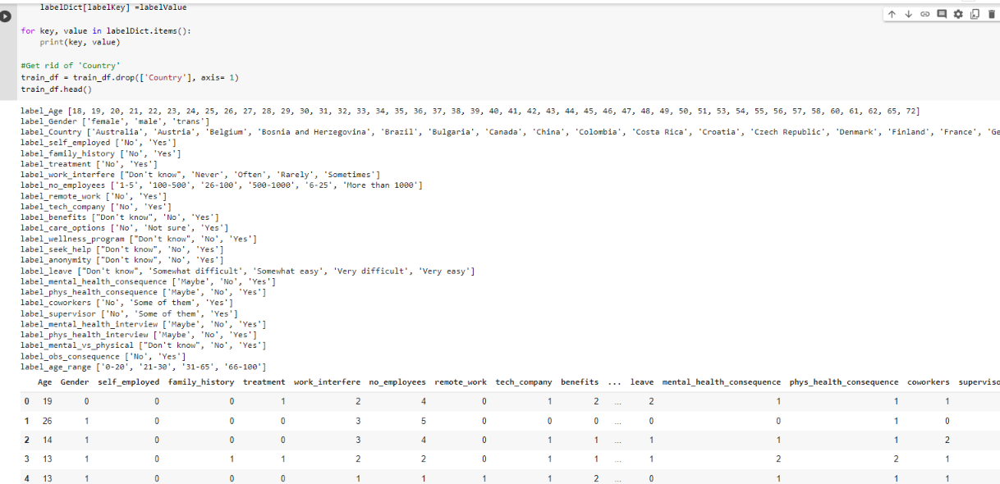 labelDict[labelKey] =labelValue
for key, value in labelDict.items():
print(key, value)
#Get rid of 'Country'
train_df = train_df.drop(['Country'], axis= 1)
train_df.head()
label_Age [18, 19, 20, 21, 22, 23, 24, 25, 26, 27, 28, 29, 30, 31, 32, 33, 34, 35, 36, 37, 38, 39, 40, 41, 42, 43, 44, 45, 46, 47, 48, 49, 50, 51, 53, 54, 55, 56, 57, 58, 60, 61, 62, 65, 72]
label_Gender ['female', 'male', 'trans']
label_Country ['Australia', 'Austria', 'Belgium', 'Bosnia and Herzegovina', 'Brazil', 'Bulgaria', 'Canada', 'China', 'Colombia', 'Costa Rica', 'Croatia', 'Czech Republic', 'Denmark', 'Finland', 'France', 'Ge
label_self_employed ['No', 'Yes']
label_family_history ['No', 'Yes']
label_treatment ['No', 'Yes']
label_work_interfere ["Don't know", 'Never', 'Often', 'Rarely', 'Sometimes']
label_no_employees ['1-5', '100-500', '26-100', '500-1000', '6-25', 'More than 1000']
label_remote_work ['No', 'Yes']
label_tech_company ['No', 'Yes']
label_benefits ["Don't know", 'No', 'Yes']
label_care_options ['No', 'Not sure', 'Yes']
label_wellness_program ["Don't know", 'No', 'Yes']
label_seek_help ["Don't know", 'No', 'Yes']
label_anonymity ["Don't know", 'No', 'Yes']
label_leave ["Don't know", 'Somewhat difficult', 'Somewhat easy', 'Very difficult', 'Very easy']
label_mental_health_consequence ['Maybe', 'No', 'Yes']
label_phys_health_consequence ['Maybe', 'No', 'Yes']
label_coworkers ['No', 'Some of them', 'Yes']
label_supervisor ['No', 'Some of them', 'Yes']
label_mental_health_interview ['Maybe', 'No', 'Yes']
label_phys_health_interview ['Maybe', 'No', 'Yes']
label_mental_vs_physical ["Don't know", 'No', 'Yes']
label_obs_consequence ['No', 'Yes']
label_age_range ['0-20', '21-30', '31-65', '66-100']
Age Gender self_employed family_history treatment work_interfere no_employees remote_work tech_company benefits ... leave mental_health_consequence phys_health_consequence coworkers superviso
0 19 0 0 0 1 2 4 0 1 2 ... 2 1 1 1
1 26 1 0 0 0 3 5 0 0 0 ... 0 0 1 0
2 14 1 0 0 0 3 4 0 1 1 ... 1 1 1 2
3 13 1 0 1 1 2 2 0 1 1 ... 1 2 2 1
4 13 1 0 0 0 1 1 1 1 2 ... 0 1 1 1